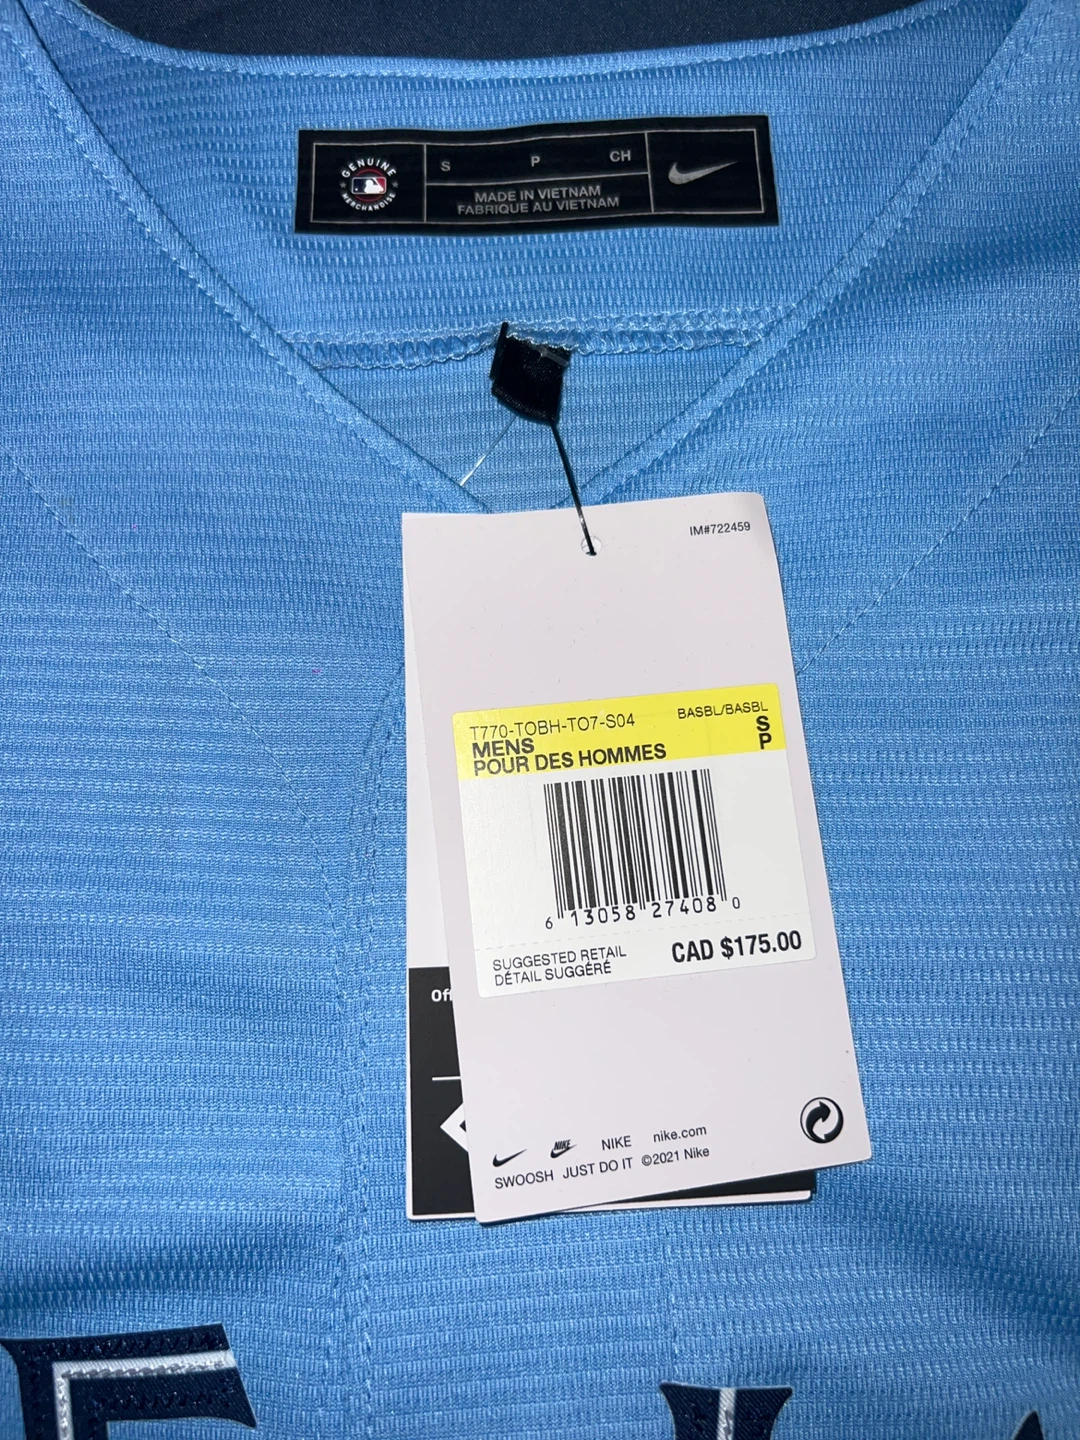 GENUINE
MERCHANDISE
S P CH
MADE IN VIETNAM
FABRIQUE AU VIETNAM
IM#722459
T770-TOBH-TO7-S04 BASBL/BASBL
MENS S
POUR DES HOMMES P
6 13058 27408 0
SUGGESTED RETAIL CAD $175.00
DÉTAIL SUGGÉRÉ
Off
NIKE NIKE nike.com
SWOOSH JUST DO IT ©2021 Nike